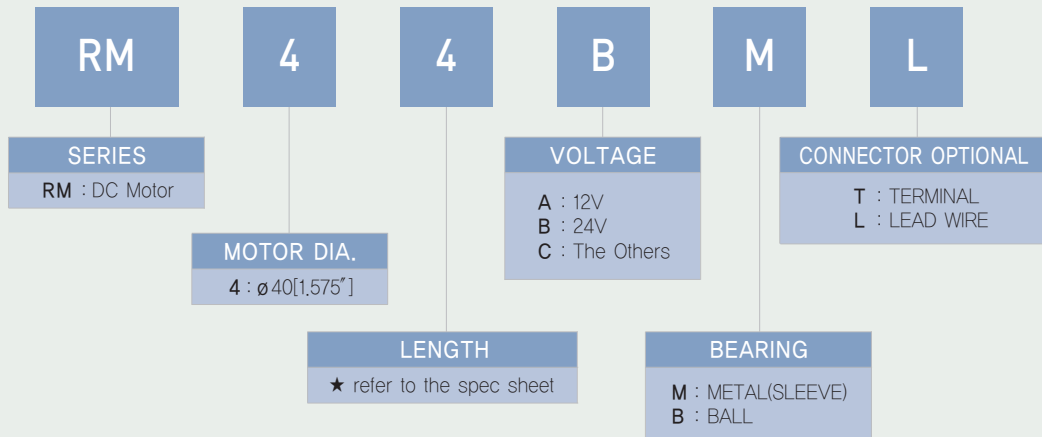 RM 4 4 B M L
SERIES
RM : DC Motor
MOTOR DIA.
4 : ø40[1.575″]
LENGTH
★ refer to the spec sheet
VOLTAGE
A : 12V
B : 24V
C : The Others
BEARING
M : METAL(SLEEVE)
B : BALL
CONNECTOR OPTIONAL
T : TERMINAL
L : LEAD WIRE